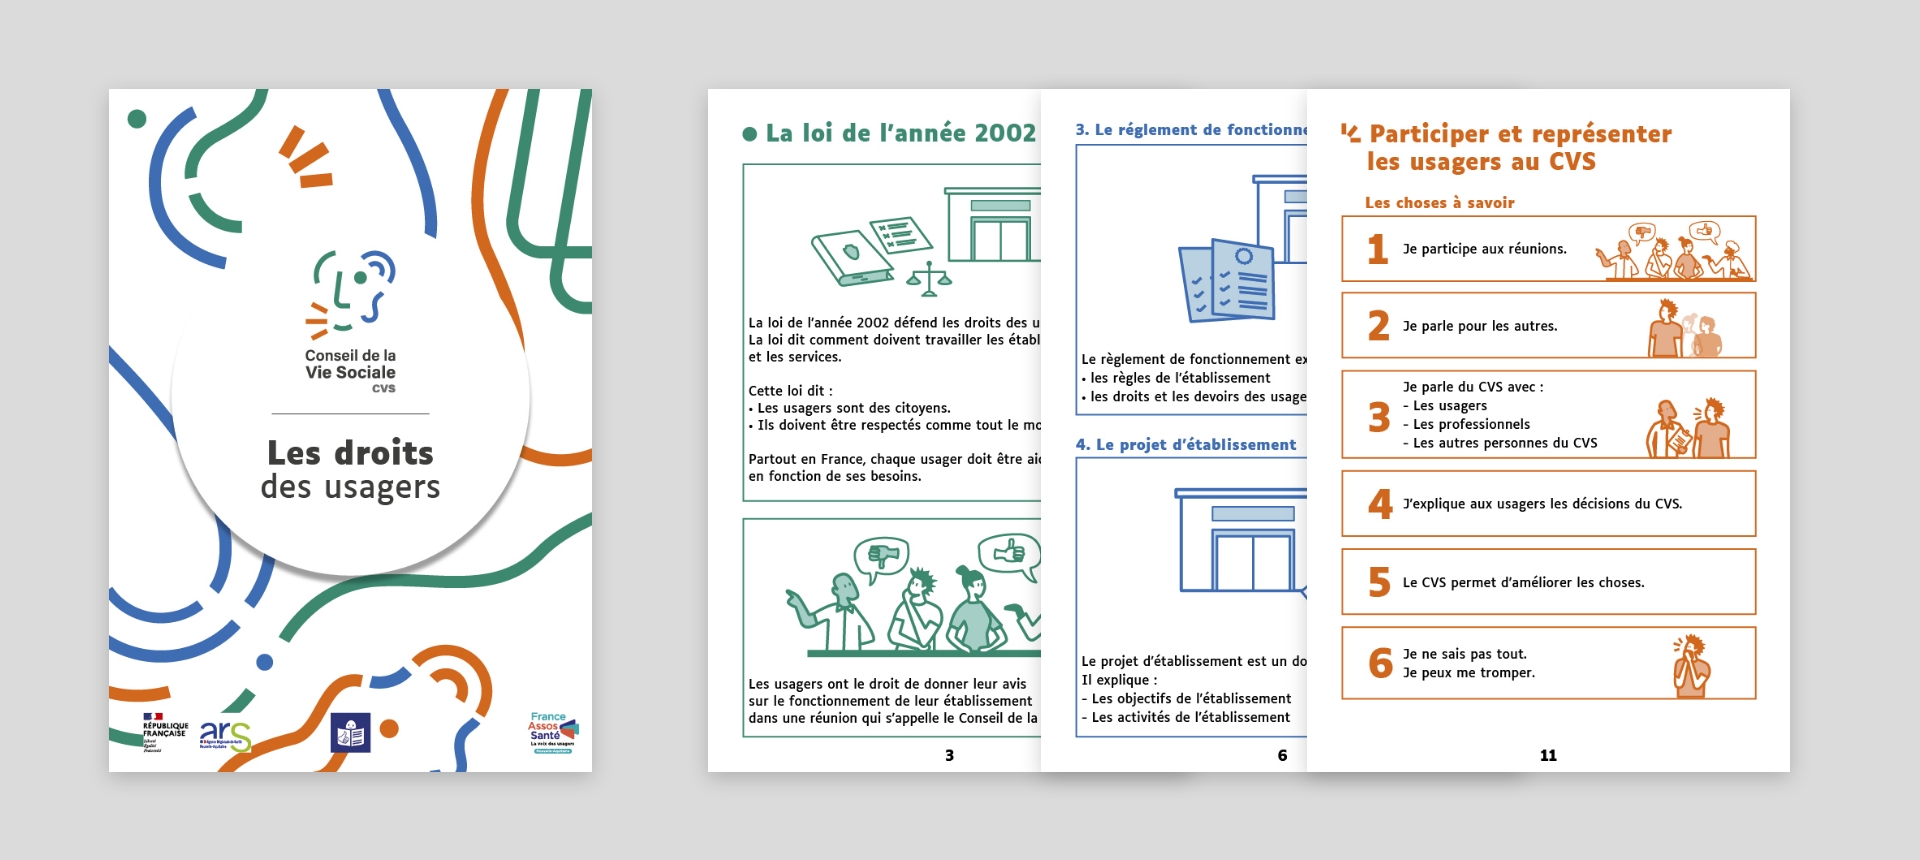 Conseil de la
Vie Sociale
CVS
Les droits
des usagers
RÉPUBLIQUE
FRANÇAISE
Liberté
Égalité
Fraternité
ars
France
Assos
Santé
La voix des usagers
● La loi de l'année 2002
La loi de l'année 2002 défend les droits des u
La loi dit comment doivent travailler les établ
et les services.
Cette loi dit :
• Les usagers sont des citoyens.
• Ils doivent être respectés comme tout le mo
Partout en France, chaque usager doit être aid
en fonction de ses besoins.
Les usagers ont le droit de donner leur avis
sur le fonctionnement de leur établissement
dans une réunion qui s'appelle le Conseil de la
3
3. Le réglement de fonctionne
Le règlement de fonctionnement ex
• les règles de l'établissement
• les droits et les devoirs des usage
4. Le projet d'établissement
Le projet d'établissement est un do
Il explique :
- Les objectifs de l'établissement
- Les activités de l'établissement
6
Participer et représenter
les usagers au CVS
Les choses à savoir
1 Je participe aux réunions.
2 Je parle pour les autres.
3 Je parle du CVS avec :
- Les usagers
- Les professionnels
- Les autres personnes du CVS
4 J'explique aux usagers les décisions du CVS.
5 Le CVS permet d'améliorer les choses.
6 Je ne sais pas tout.
Je peux me tromper.
11